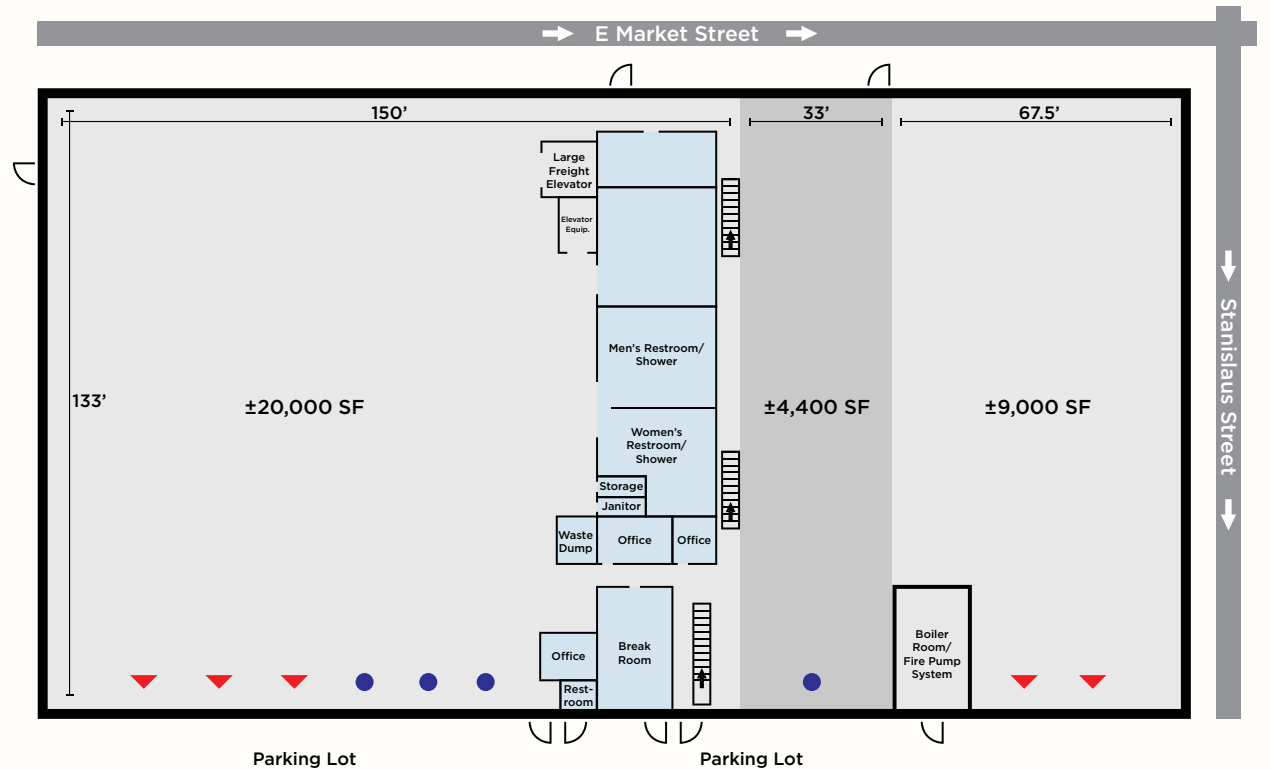 E Market Street
150’
33’
67.5’
Large
Freight
Elevator
Elevator
Equip.
Stanislaus Street
Men’s Restroom/
Shower
133’
±20,000 SF
±4,400 SF
±9,000 SF
Women’s
Restroom/
Shower
Storage
Janitor
Waste
Dump
Office
Office
Office
Break
Room
Rest-
room
Boiler
Room/
Fire Pump
System
Parking Lot
Parking Lot